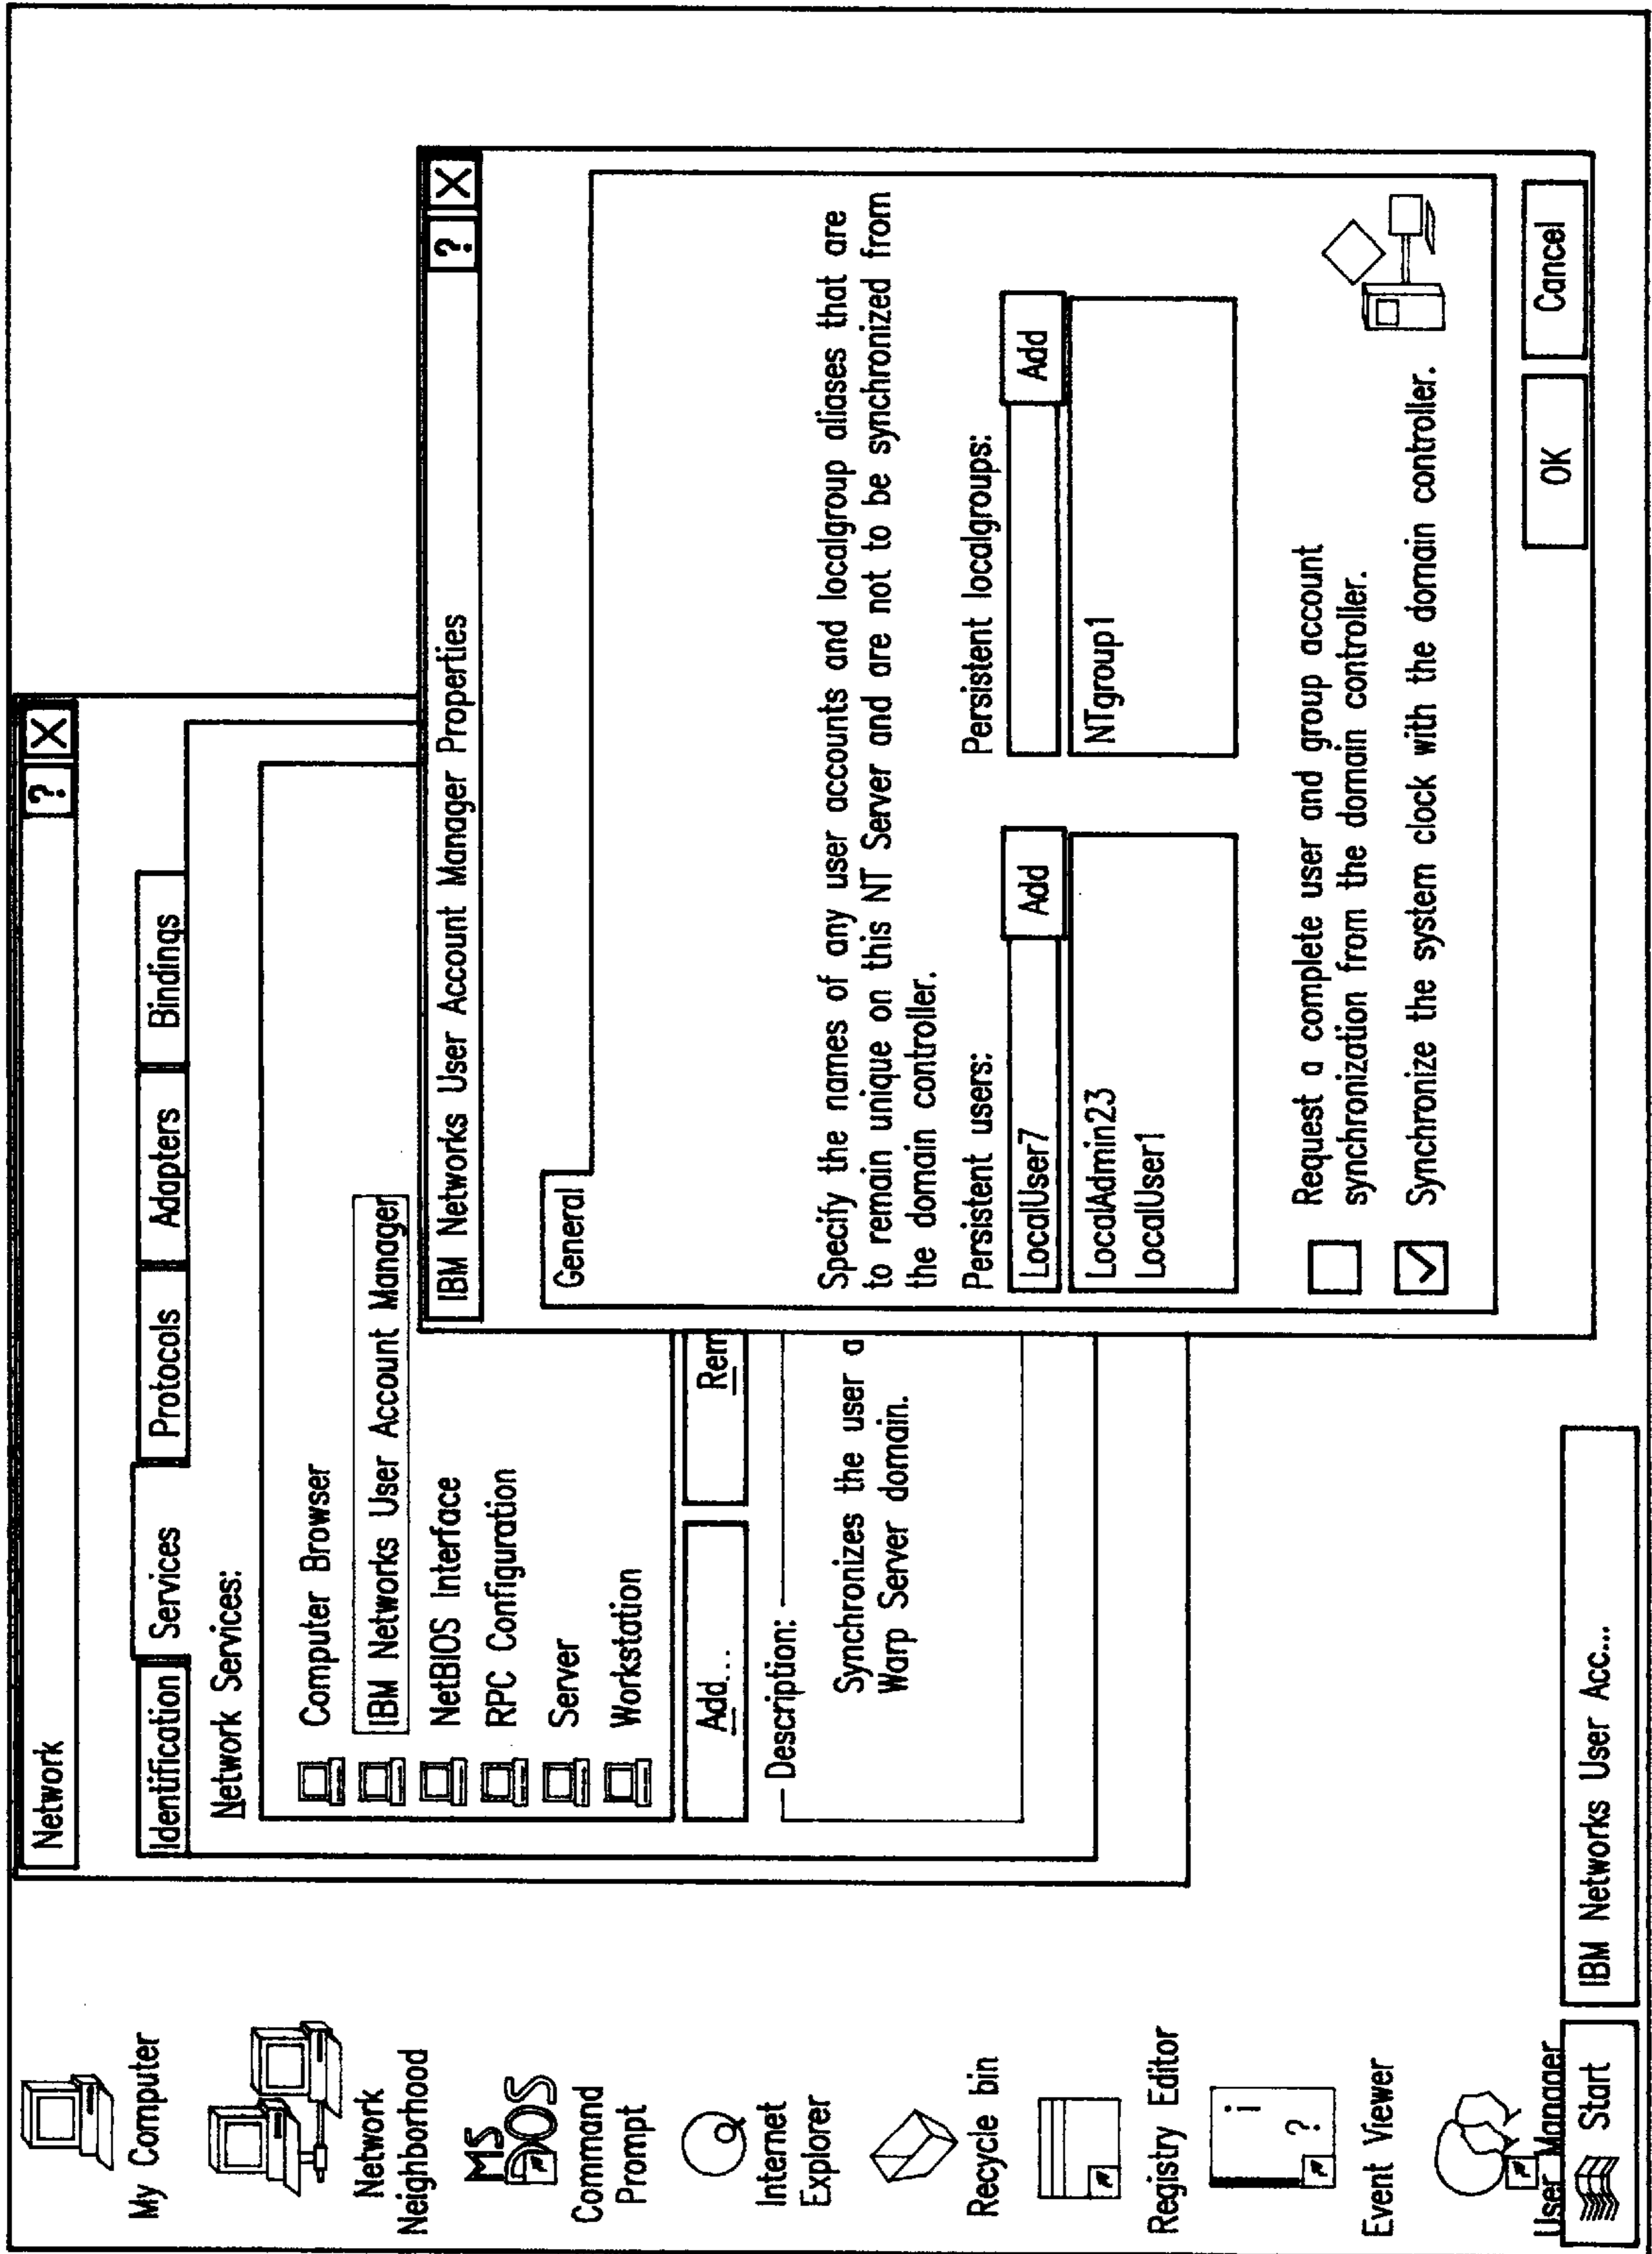 My Computer
Network
Neighborhood
MS
DOS
Command
Prompt
Internet
Explorer
Recycle bin
Registry Editor
i
?
Event Viewer
User Manager
Start
IBM Networks User Acc...
Network
?
X
Identification
Services
Protocols
Adapters
Bindings
Network Services:
Computer Browser
IBM Networks User Account Manager
NetBIOS Interface
RPC Configuration
Server
Workstation
Add...
Rem
Description:
Synchronizes the user a
Warp Server domain.
IBM Networks User Account Manager Properties
?
X
General
Specify the names of any user accounts and localgroup aliases that are
to remain unique on this NT Server and are not to be synchronized from
the domain controller.
Persistent users:
LocalUser7
Add
LocalAdmin23
LocalUser1
Persistent localgroups:
Add
NTgroup1
Request a complete user and group account
synchronization from the domain controller.
Synchronize the system clock with the domain controller.
OK
Cancel